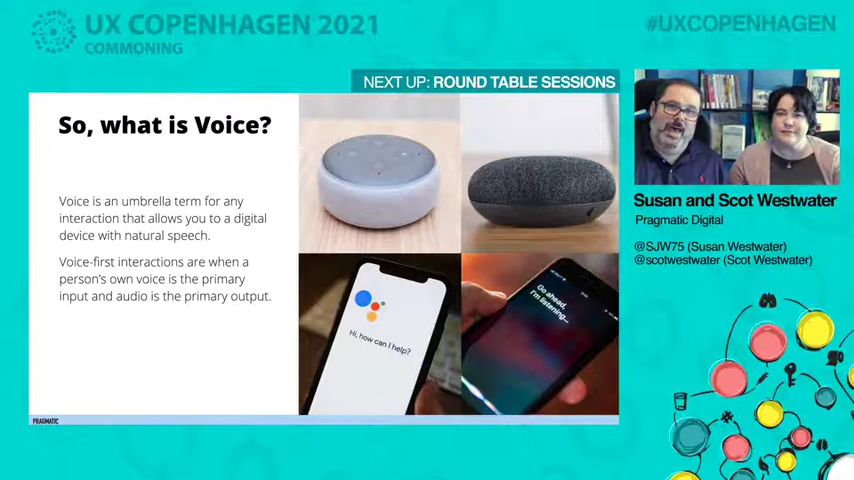 UX COPENHAGEN 2021
COMMONING
#UXCOPENHAGEN
NEXT UP: ROUND TABLE SESSIONS
So, what is Voice?
Voice is an umbrella term for any
interaction that allows you to a digital
device with natural speech.
Voice-first interactions are when a
person's own voice is the primary
input and audio is the primary output.
Hi, how can I help?
Go ahead,
I'm listening...
PRAGMATIC
Susan and Scot Westwater
Pragmatic Digital
@SJW75 (Susan Westwater)
@scotwestwater (Scot Westwater)